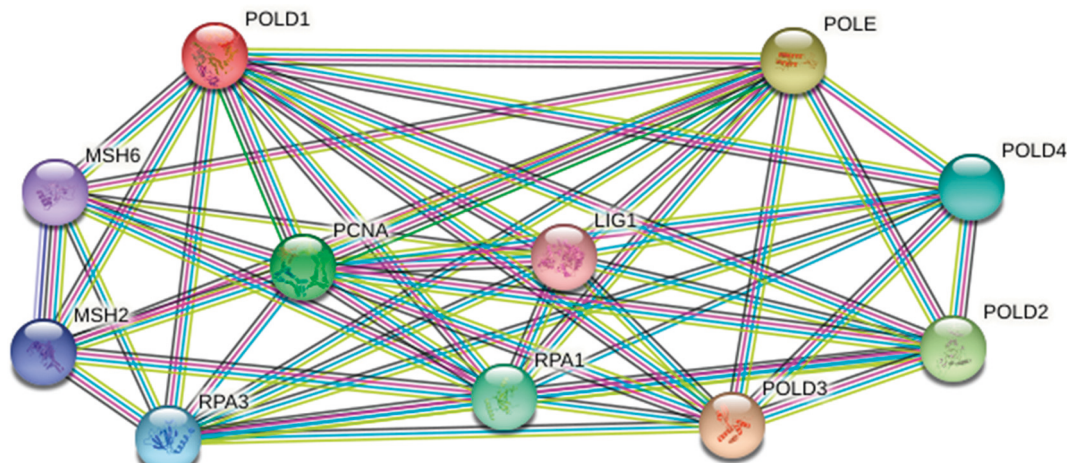 POLD1
POLE
MSH6
POLD4
PCNA
LIG1
MSH2
POLD2
RPA1
POLD3
RPA3